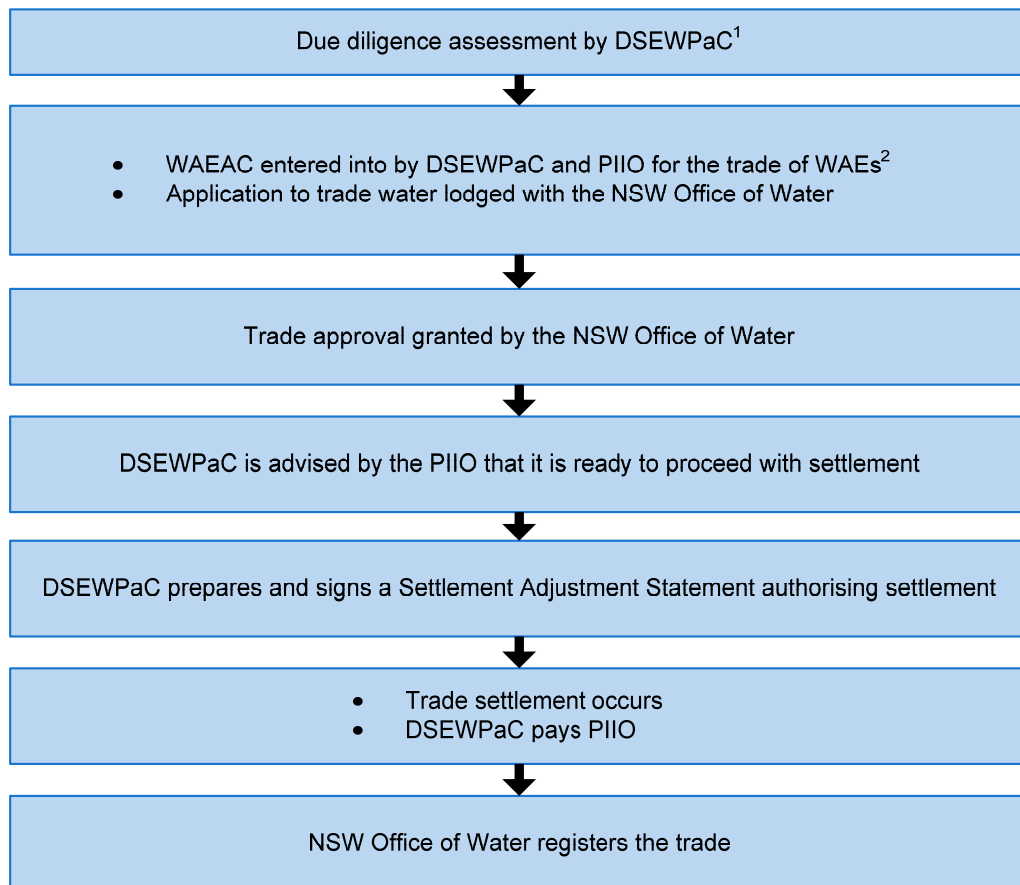 Due diligence assessment by DSEWPaC¹
• WAEAC entered into by DSEWPaC and PIIO for the trade of WAEs²
• Application to trade water lodged with the NSW Office of Water
Trade approval granted by the NSW Office of Water
DSEWPaC is advised by the PIIO that it is ready to proceed with settlement
DSEWPaC prepares and signs a Settlement Adjustment Statement authorising settlement
• Trade settlement occurs
• DSEWPaC pays PIIO
NSW Office of Water registers the trade